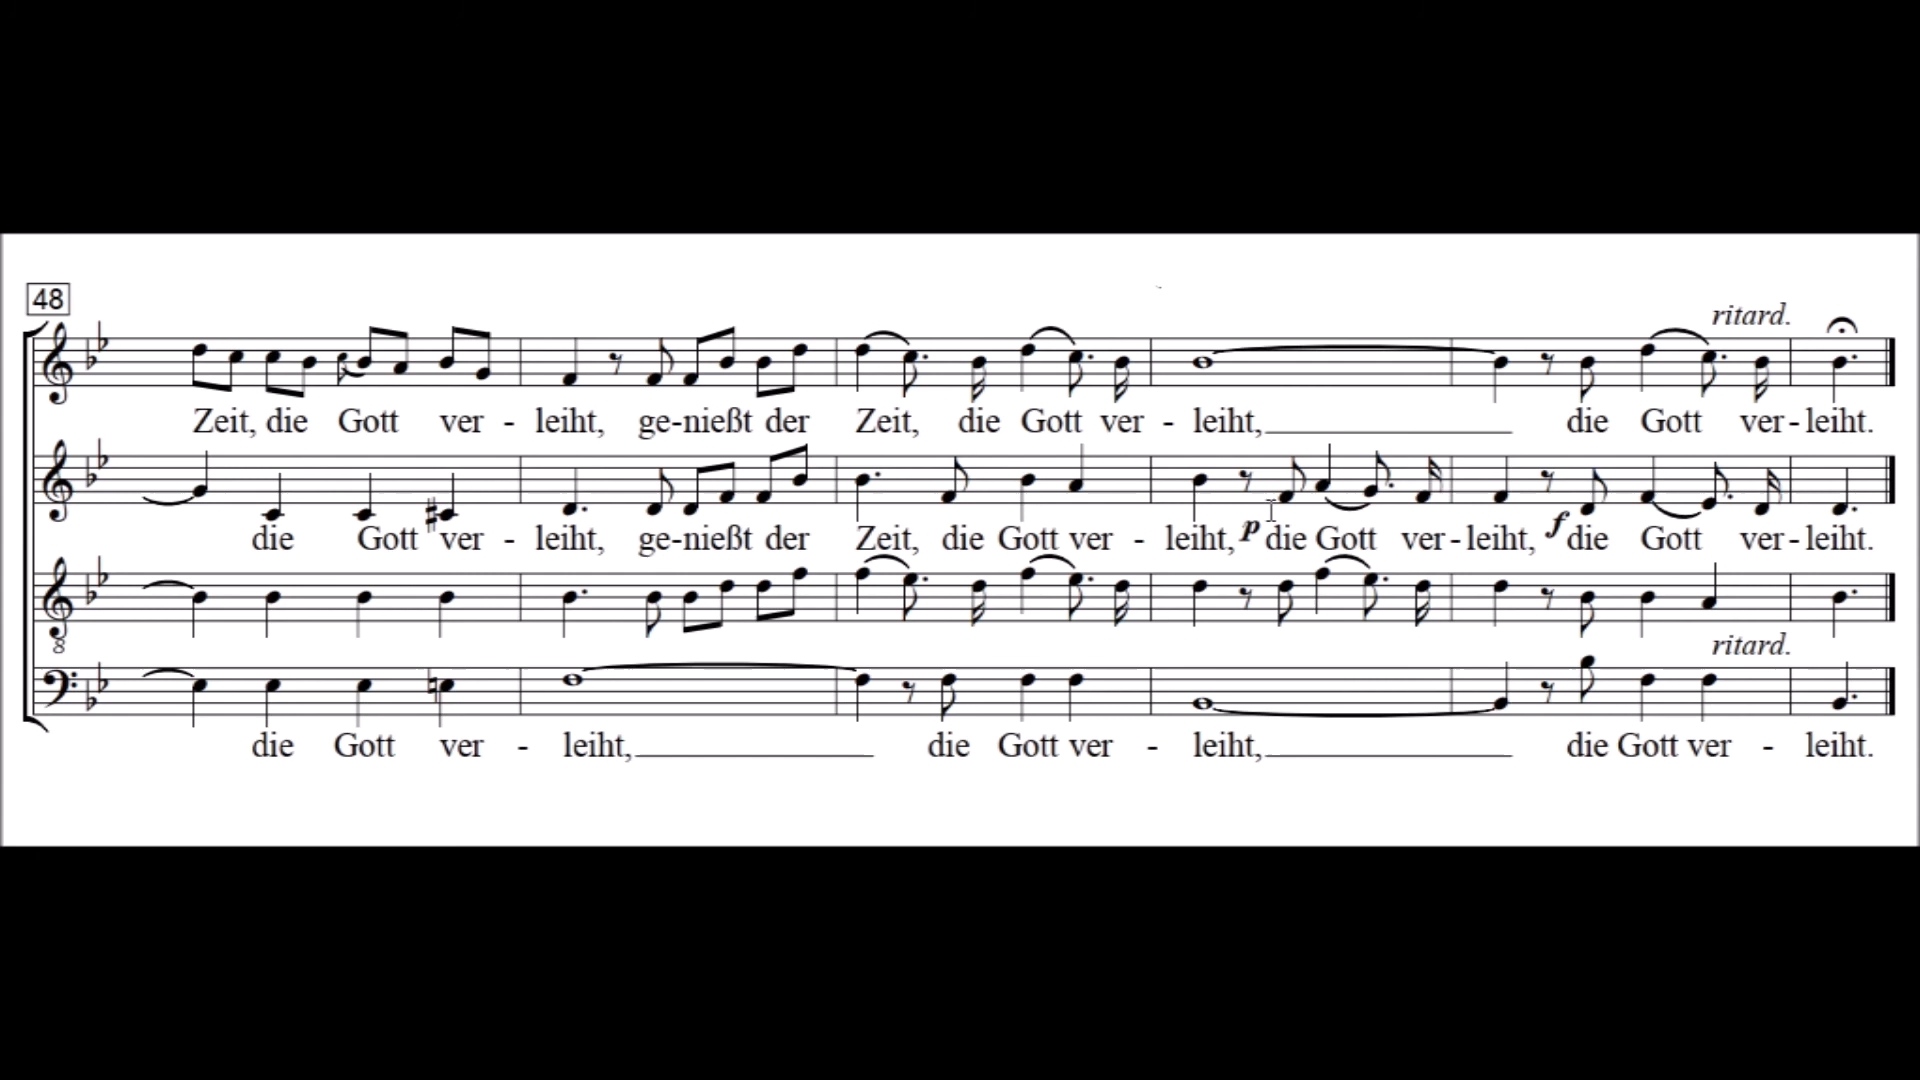 48
ritard.
Zeit, die Gott ver - leiht, ge-nießt der Zeit, die Gott ver - leiht, die Gott ver-leiht.
die Gott ver - leiht, ge-nießt der Zeit, die Gott ver - leiht, p die Gott ver-leiht, f die Gott ver-leiht.
8
ritard.
die Gott ver - leiht, die Gott ver - leiht, die Gott ver - leiht.